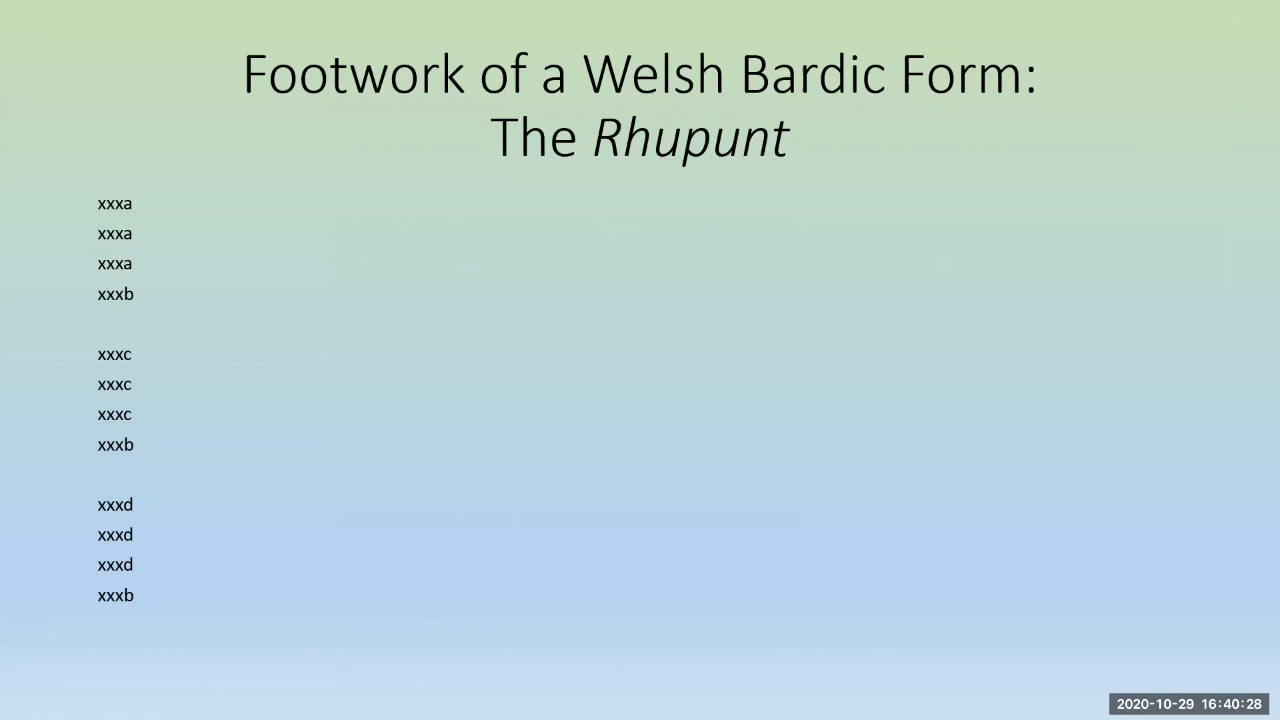 Footwork of a Welsh Bardic Form:
The Rhupunt
xxxa
xxxa
xxxa
xxxb
xxxc
xxxc
xxxc
xxxb
xxxd
xxxd
xxxd
xxxb
2020-10-29 16:40:28